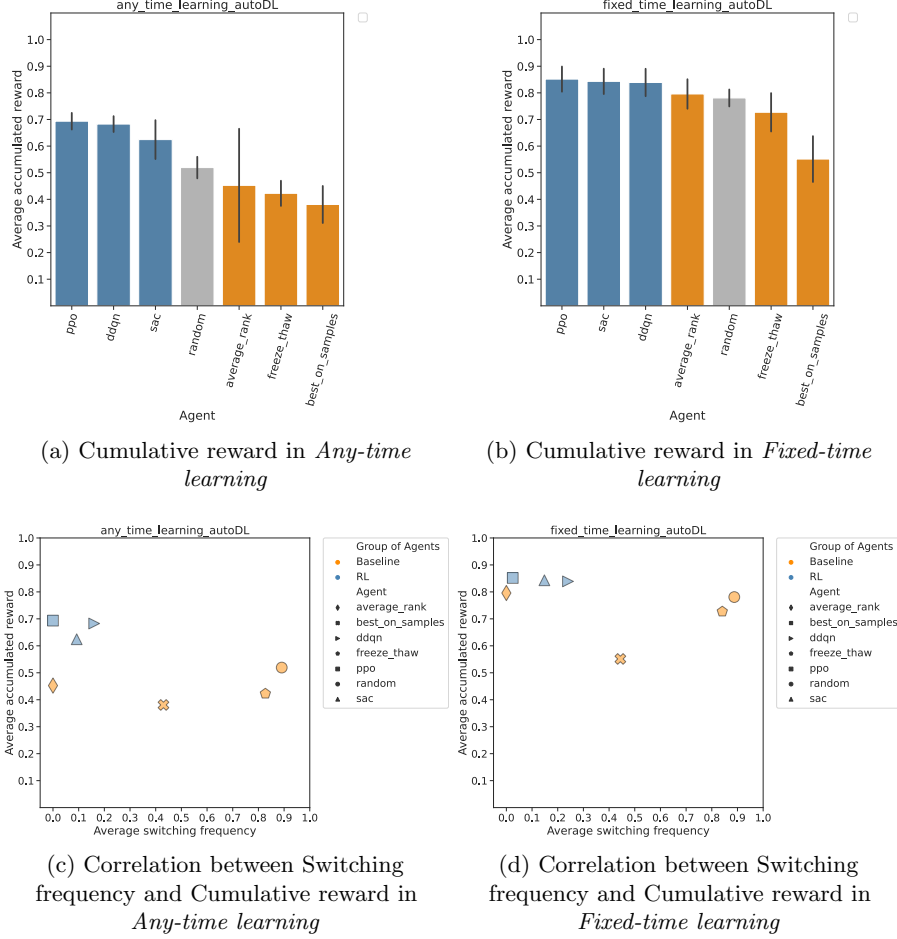 any_time_learning_autoDL
Average accumulated reward
1.0
0.9
0.8
0.7
0.6
0.5
0.4
0.3
0.2
0.1
ppo
ddqn
sac
random
average_rank
freeze_thaw
best_on_samples
Agent
(a) Cumulative reward in Any-time
learning
fixed_time_learning_autoDL
Average accumulated reward
1.0
0.9
0.8
0.7
0.6
0.5
0.4
0.3
0.2
0.1
ppo
sac
ddqn
average_rank
random
freeze_thaw
best_on_samples
Agent
(b) Cumulative reward in Fixed-time
learning
any_time_learning_autoDL
Average accumulated reward
1.0
0.9
0.8
0.7
0.6
0.5
0.4
0.3
0.2
0.1
0.0 0.1 0.2 0.3 0.4 0.5 0.6 0.7 0.8 0.9 1.0
Average switching frequency
Group of Agents
Baseline
RL
Agent
average_rank
best_on_samples
ddqn
freeze_thaw
ppo
random
sac
(c) Correlation between Switching
frequency and Cumulative reward in
Any-time learning
fixed_time_learning_autoDL
Average accumulated reward
1.0
0.9
0.8
0.7
0.6
0.5
0.4
0.3
0.2
0.1
0.0 0.1 0.2 0.3 0.4 0.5 0.6 0.7 0.8 0.9 1.0
Average switching frequency
Group of Agents
Baseline
RL
Agent
average_rank
best_on_samples
ddqn
freeze_thaw
ppo
random
sac
(d) Correlation between Switching
frequency and Cumulative reward in
Fixed-time learning